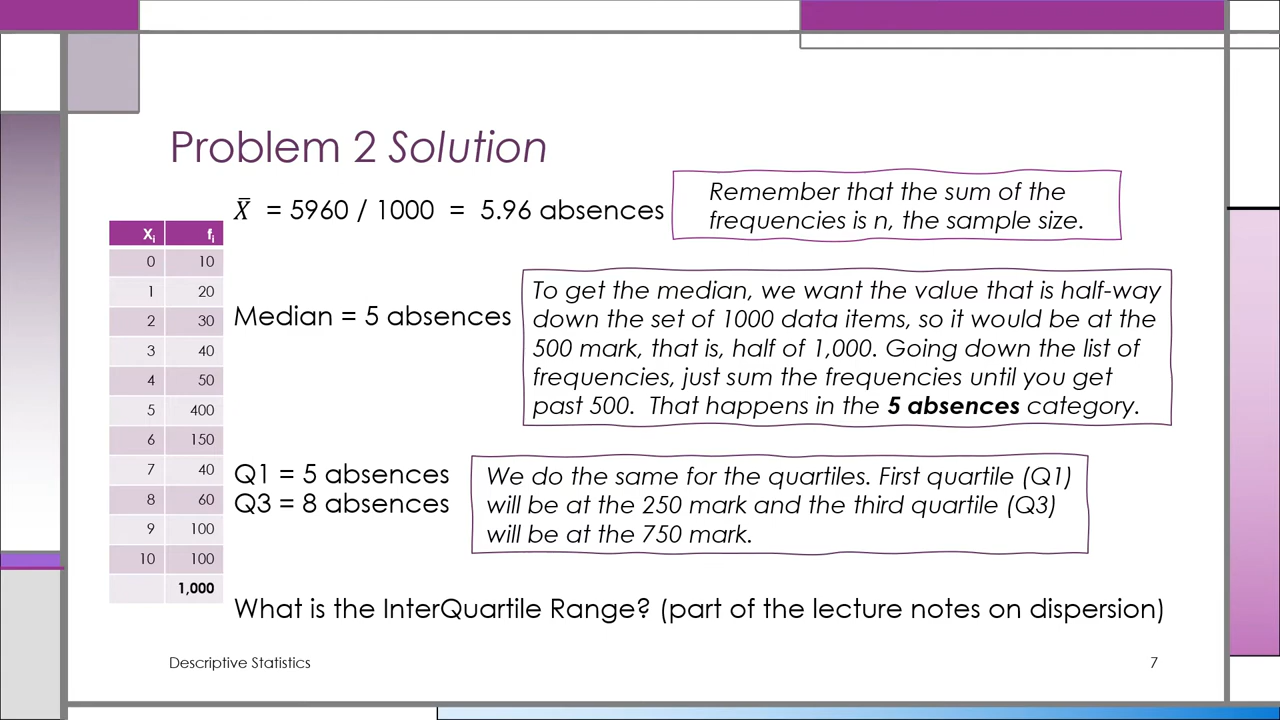 Problem 2 Solution
X̄ = 5960 / 1000 = 5.96 absences
Remember that the sum of the
frequencies is n, the sample size.
Xi fi
0 10
1 20
2 30
3 40
4 50
5 400
6 150
7 40
8 60
9 100
10 100
1,000
Median = 5 absences
To get the median, we want the value that is half-way
down the set of 1000 data items, so it would be at the
500 mark, that is, half of 1,000. Going down the list of
frequencies, just sum the frequencies until you get
past 500. That happens in the 5 absences category.
Q1 = 5 absences
Q3 = 8 absences
We do the same for the quartiles. First quartile (Q1)
will be at the 250 mark and the third quartile (Q3)
will be at the 750 mark.
What is the InterQuartile Range? (part of the lecture notes on dispersion)
Descriptive Statistics
7